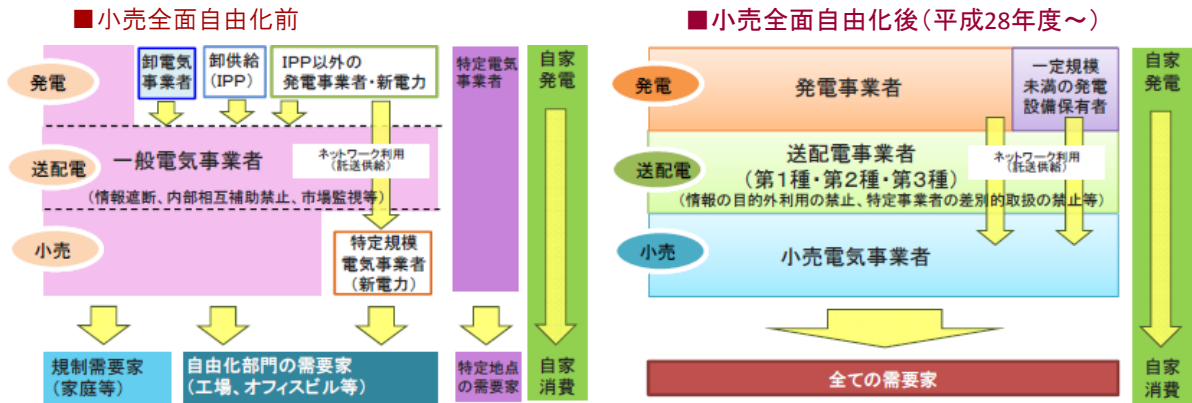 ■小売全面自由化前
発電
卸電気
事業者
卸供給
(IPP)
IPP以外の
発電事業者・新電力
特定電気
事業者
自家
発電
送配電
一般電気事業者
ネットワーク利用
(託送供給)
(情報遮断、内部相互補助禁止、市場監視等)
小売
特定規模
電気事業者
(新電力)
規制需要家
(家庭等)
自由化部門の需要家
(工場、オフィスビル等)
特定地点
の需要家
自家
消費
■小売全面自由化後(平成28年度～)
発電
発電事業者
一定規模
未満の発電
設備保有者
自家
発電
送配電
送配電事業者
(第1種・第2種・第3種)
ネットワーク利用
(託送供給)
(情報の目的外利用の禁止、特定事業者の差別的取扱の禁止等)
小売
小売電気事業者
全ての需要家
自家
消費